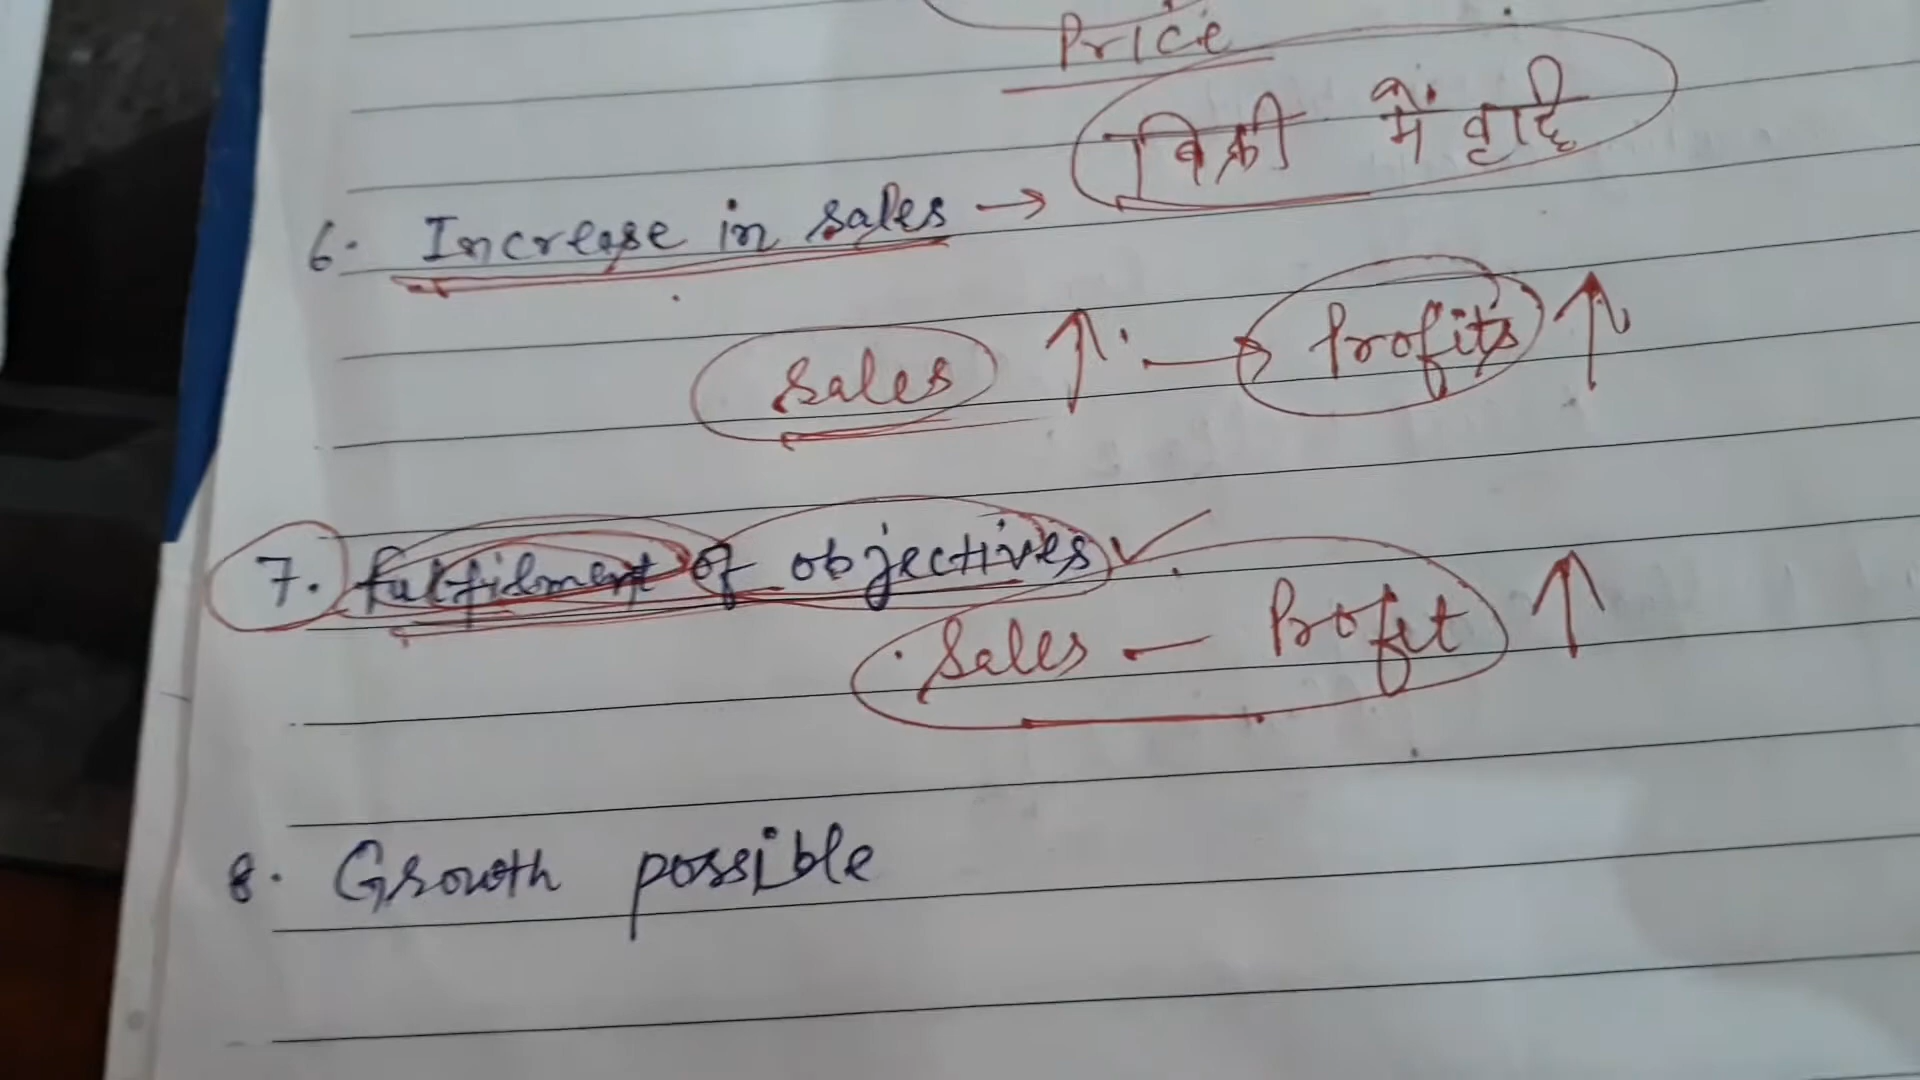 Price
बिक्री में वृद्धि
6. Increase in sales →
Sales ↑ → Profits ↑
7. fulfilment of objectives ✓
Sales — Profit ↑
8. Growth possible